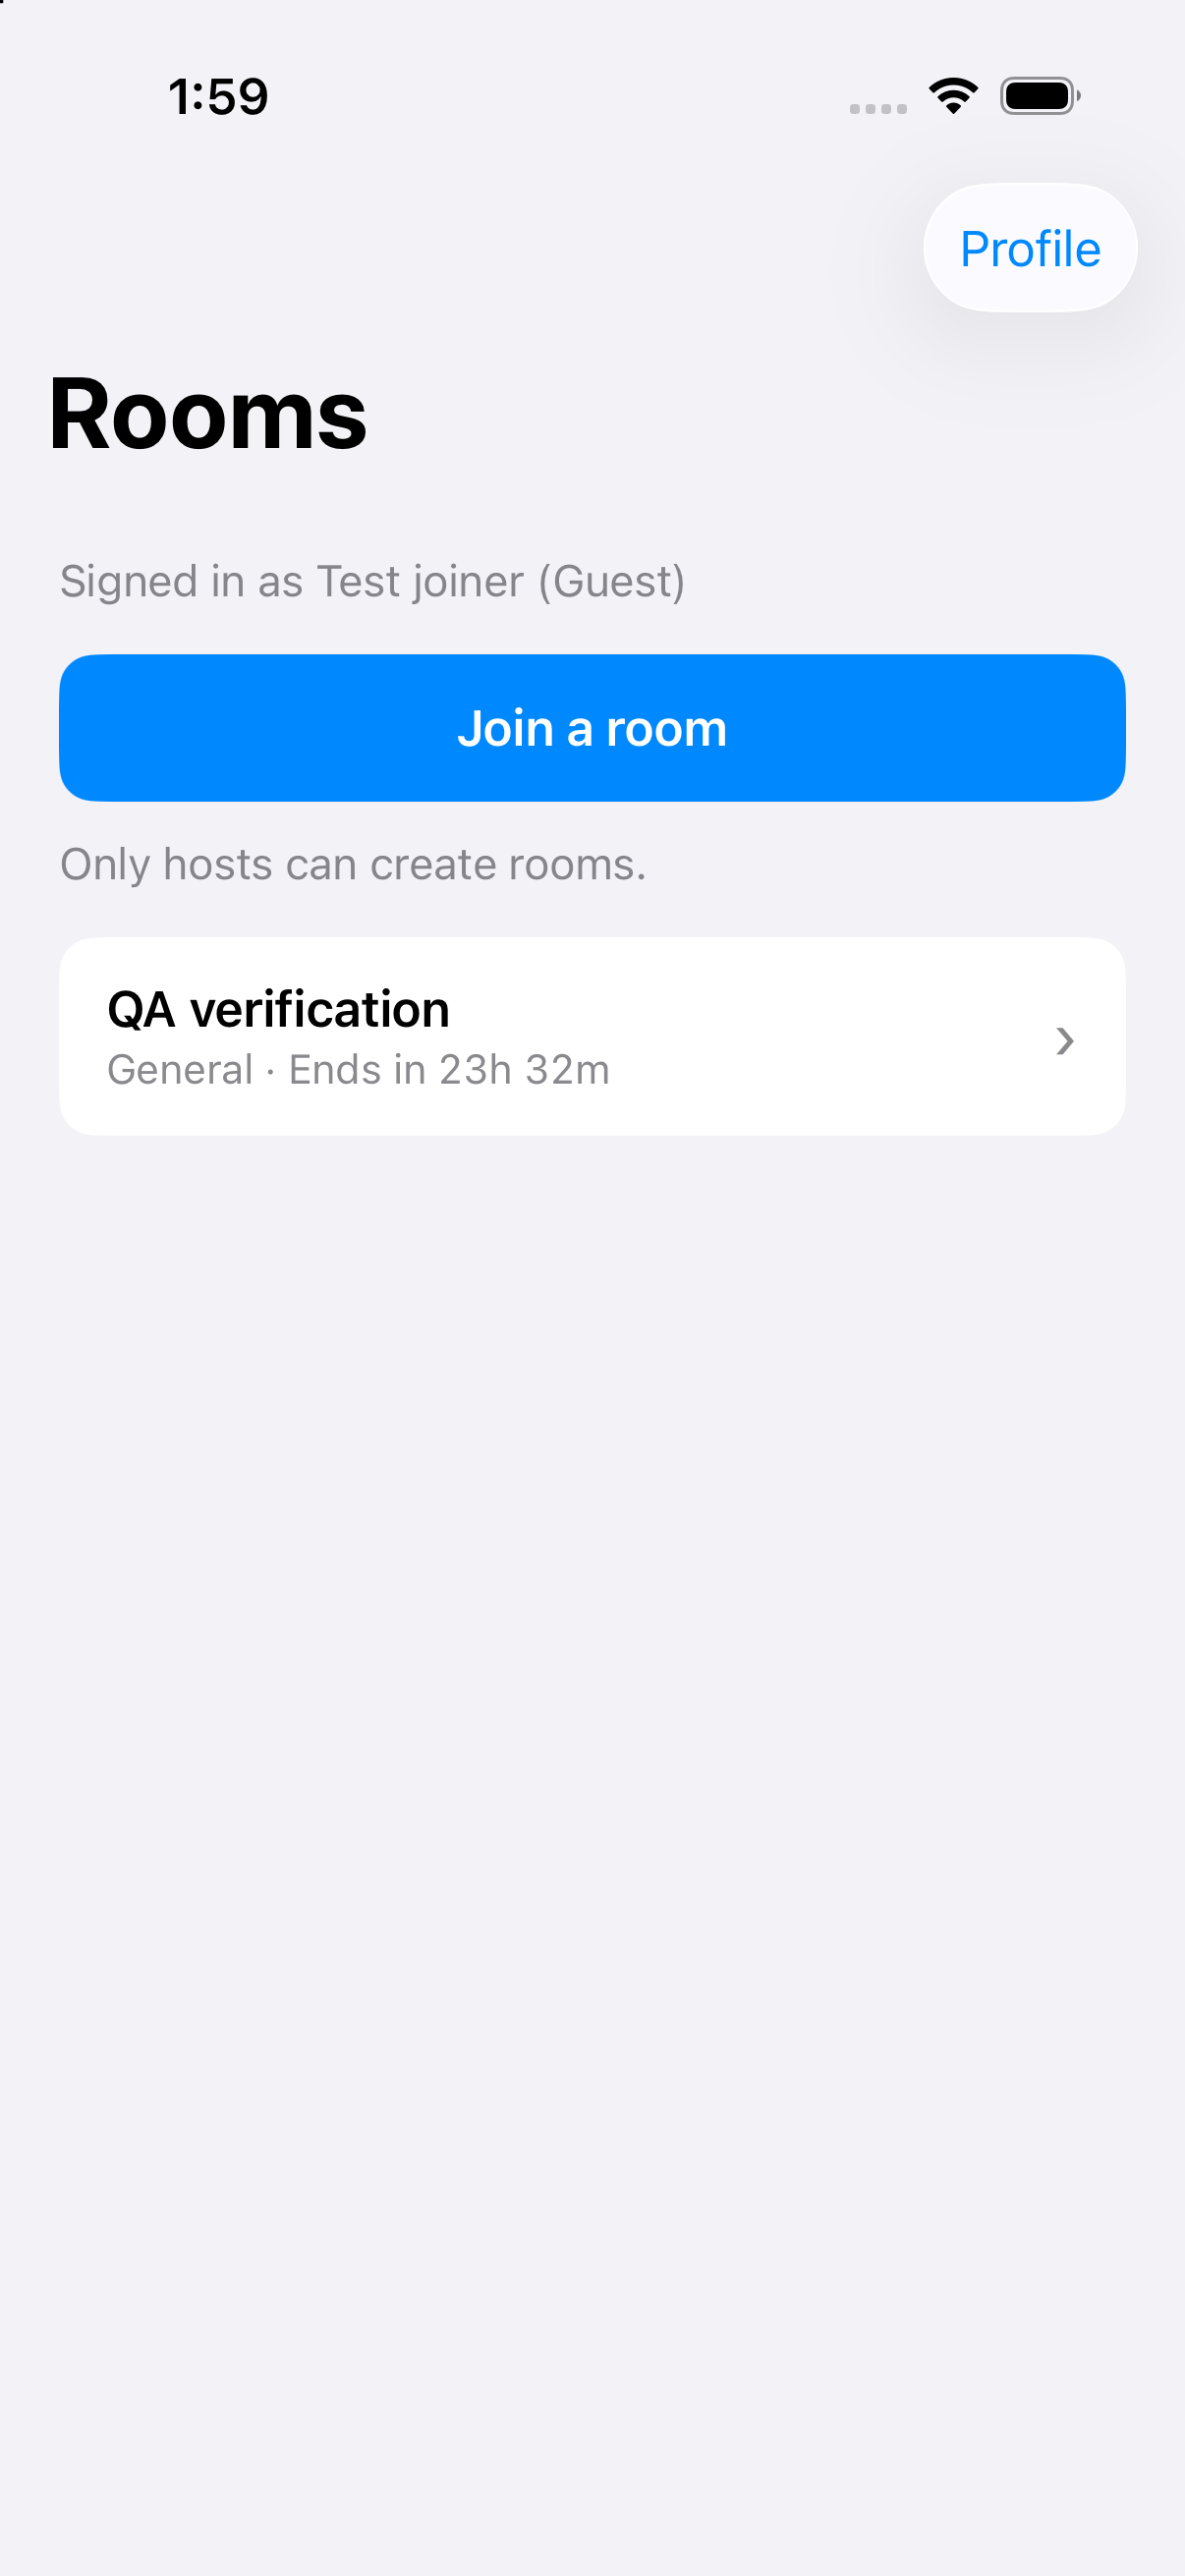 1:59
Profile
Rooms
Signed in as Test joiner (Guest)
Join a room
Only hosts can create rooms.
QA verification
General · Ends in 23h 32m